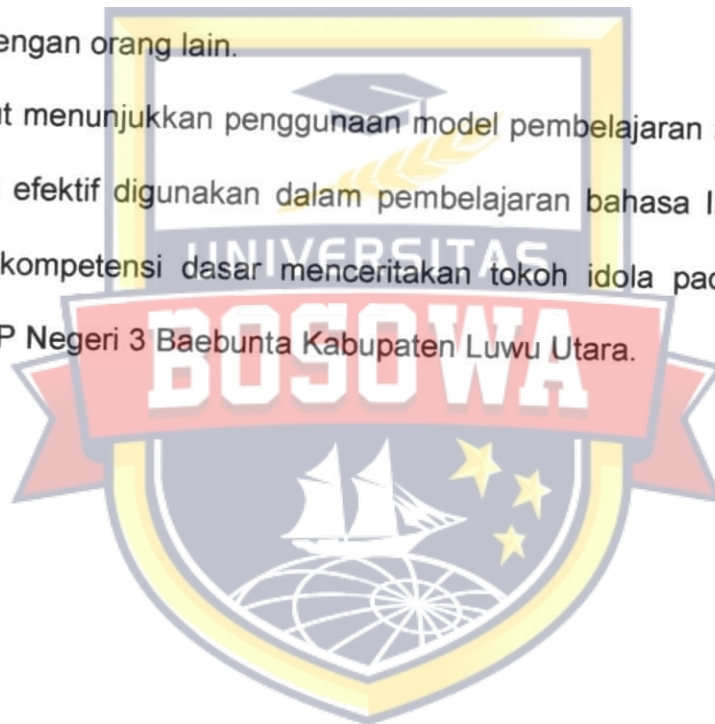 engan orang lain.
t menunjukkan penggunaan model pembelajaran
efektif digunakan dalam pembelajaran bahasa I
kompetensi dasar menceritakan tokoh idola pad
P Negeri 3 Baebunta Kabupaten Luwu Utara.
UNIVERSITAS
BOSOWA